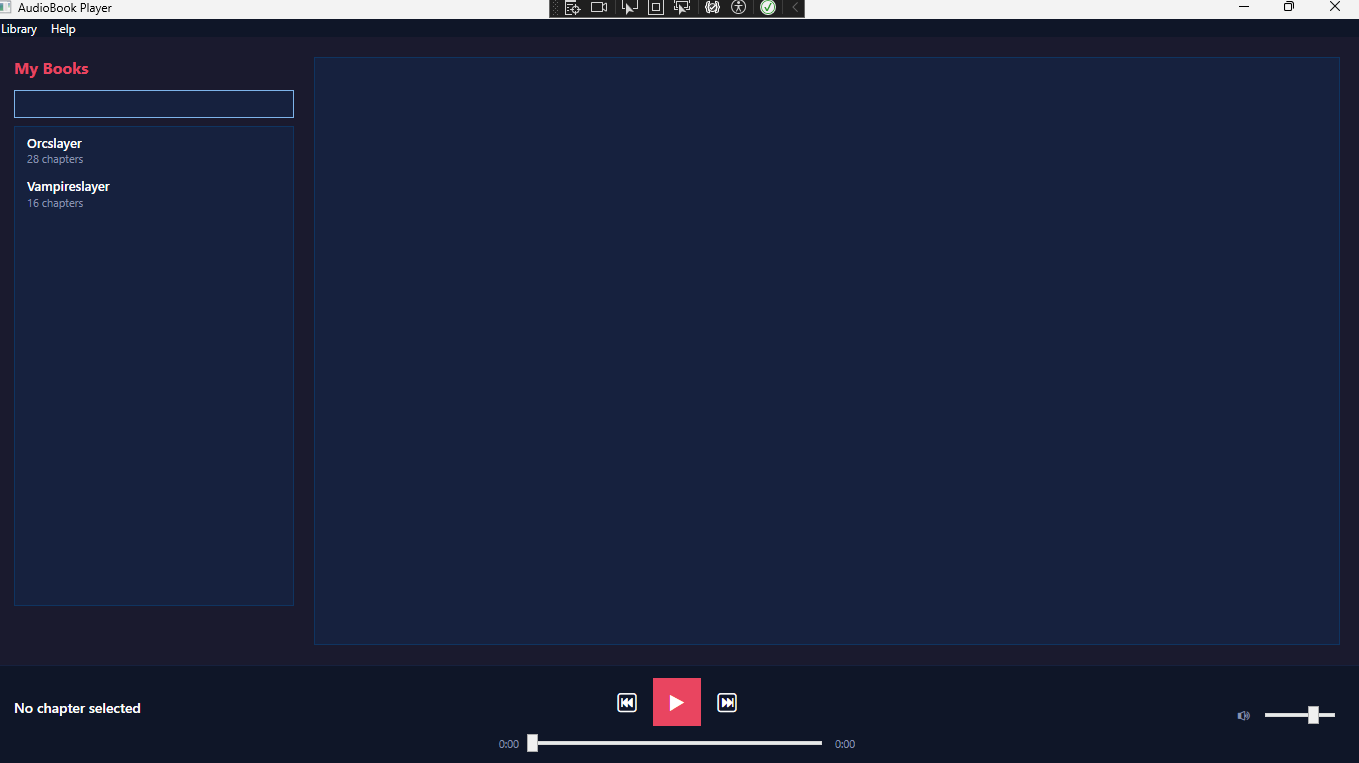 AudioBook Player
Library Help
My Books
Orcslayer
28 chapters
Vampireslayer
16 chapters
No chapter selected
0:00 0:00